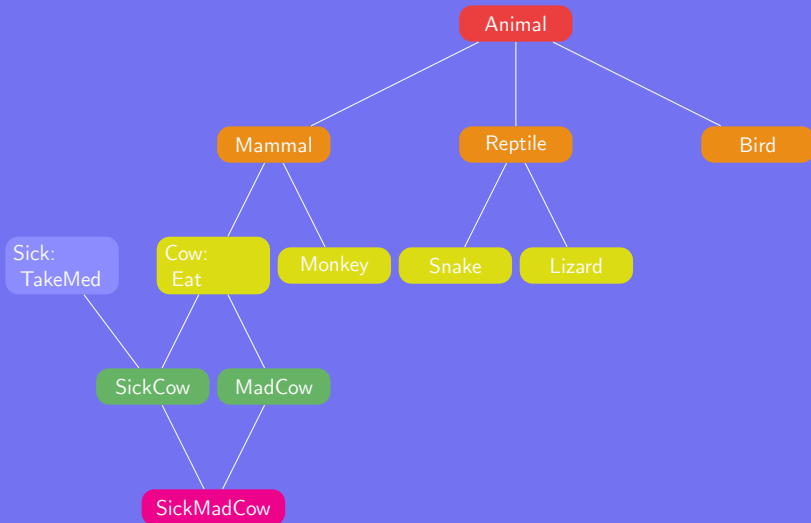 Animal
Mammal
Reptile
Bird
Sick:
TakeMed
Cow:
Eat
Monkey
Snake
Lizard
SickCow
MadCow
SickMadCow